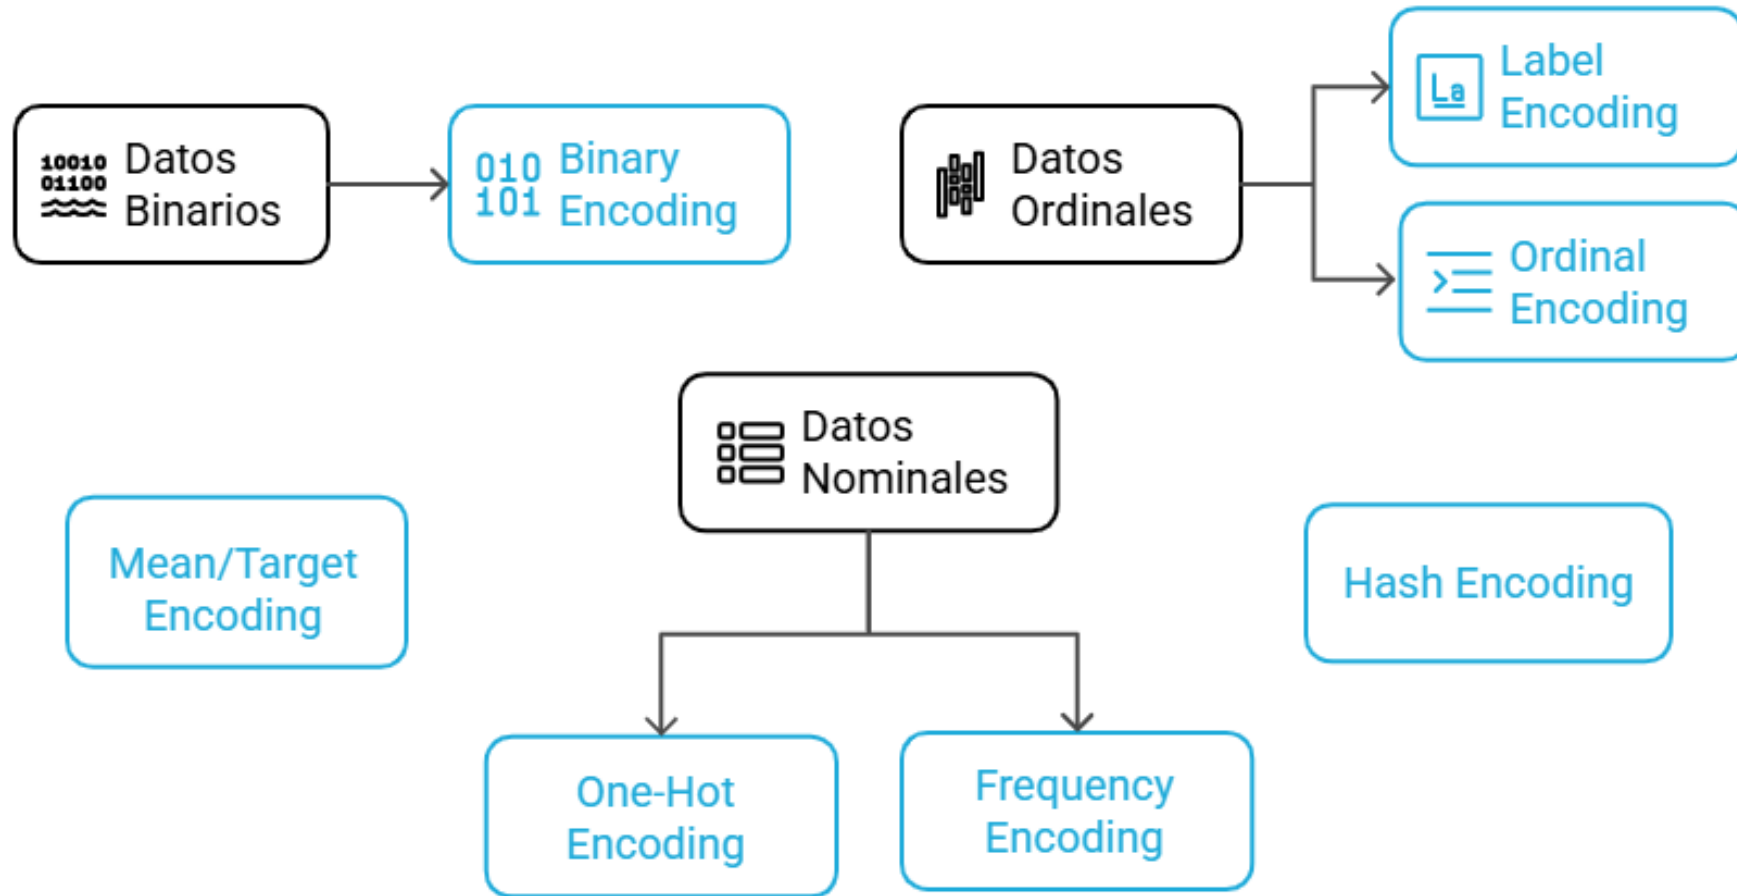 10010
01100
Datos
Binarios
010
101
Binary
Encoding
Datos
Ordinales
La
Label
Encoding
Ordinal
Encoding
Datos
Nominales
Mean/Target
Encoding
Hash Encoding
One-Hot
Encoding
Frequency
Encoding